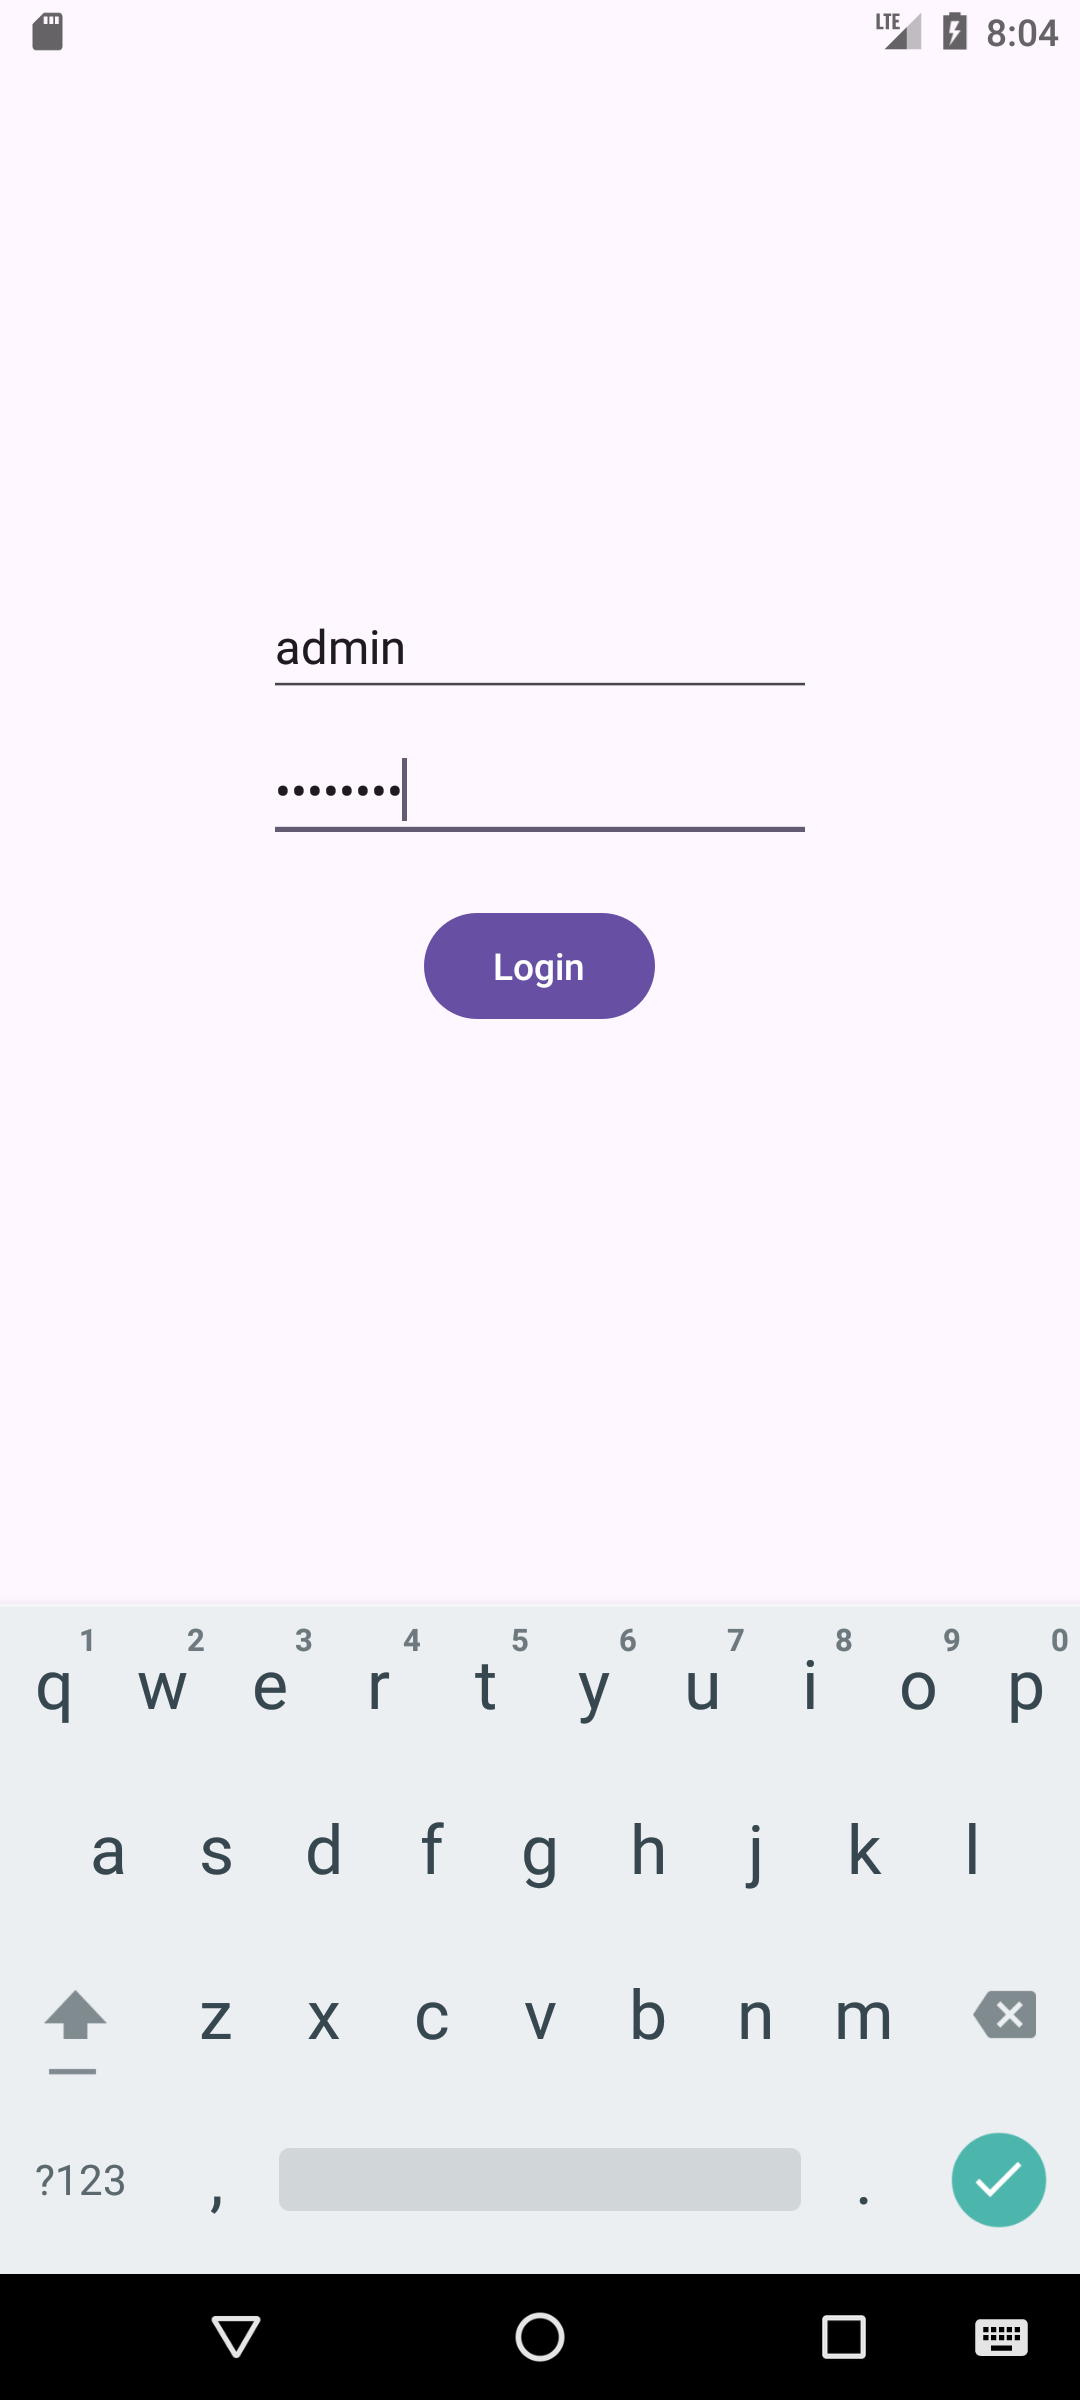 LTE 8:04
admin
••••••••
Login
1 2 3 4 5 6 7 8 9 0
q w e r t y u i o p
a s d f g h j k l
z x c v b n m
?123 , .